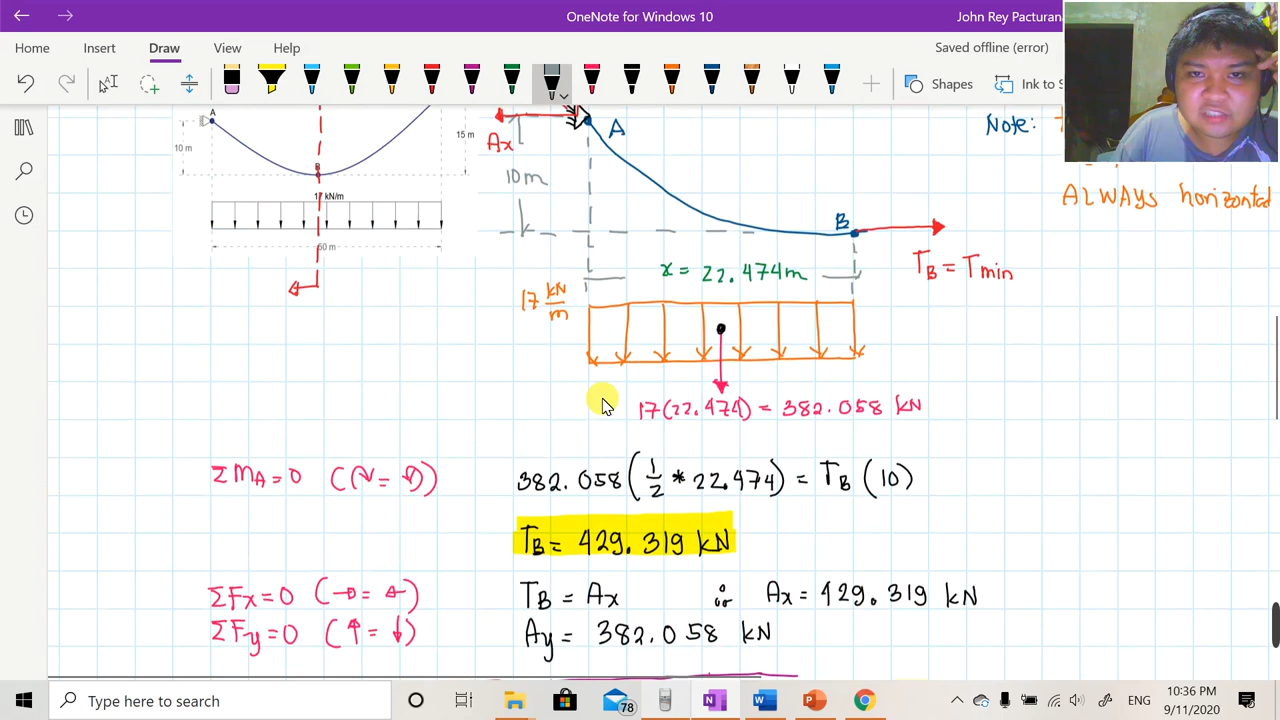 OneNote for Windows 10
John Rey Pacturan
Home Insert Draw View Help
Saved offline (error)
Shapes
Ink to S
A
10 m
15 m
B
17 kN/m
50 m
Ax
A
10m
B
TB = Tmin
x = 22.474m
17 kN/m
17(22.474) = 382.058 kN
Note:
ALWAYS horizontal
ΣMA=0
382.058(1/2 * 22.474) = TB (10)
TB = 429.319 kN
ΣFx=0 (→ = ←)
TB = Ax ∴ Ax = 429.319 kN
ΣFy=0 (↑ = ↓)
Ay = 382.058 kN
Type here to search
78
ENG
10:36 PM
9/11/2020